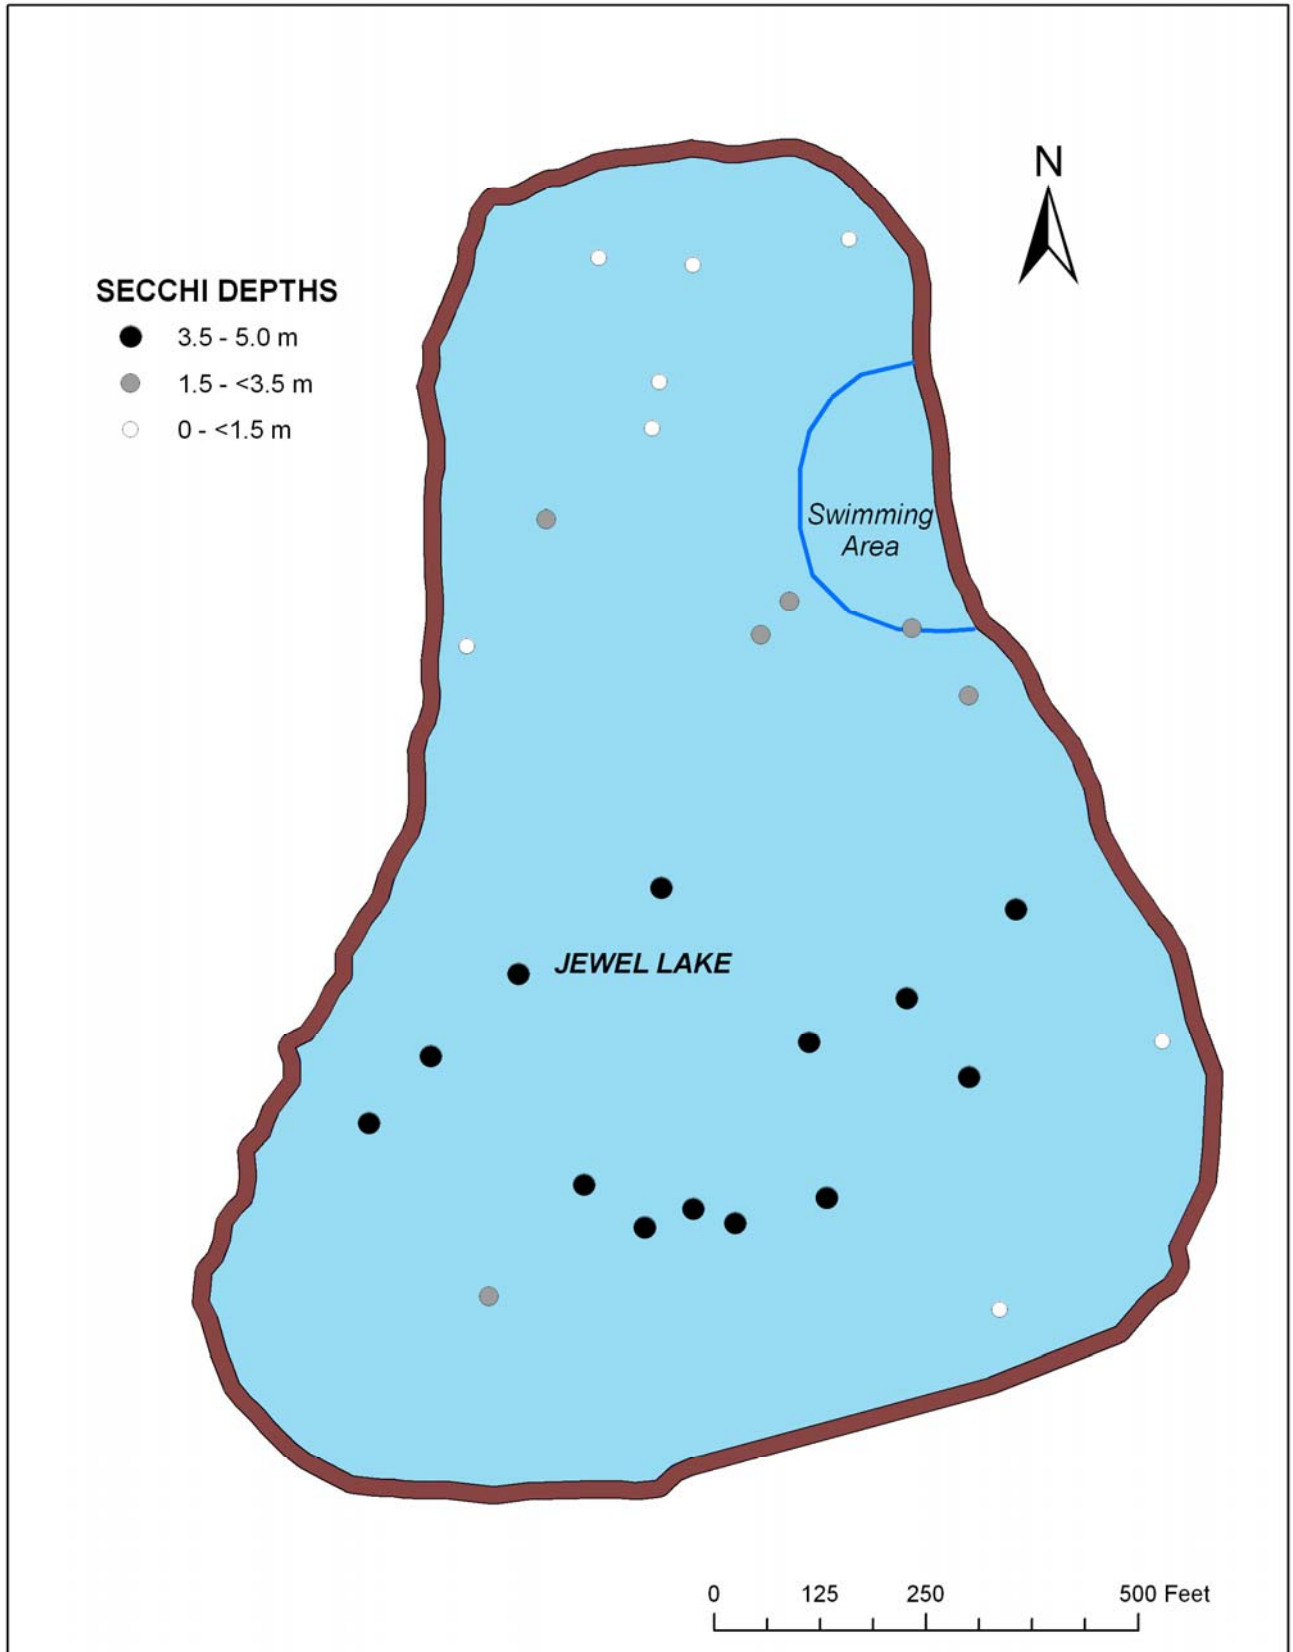 N
SECCHI DEPTHS
3.5 - 5.0 m
1.5 - <3.5 m
0 - <1.5 m
Swimming
Area
JEWEL LAKE
0 125 250 500 Feet